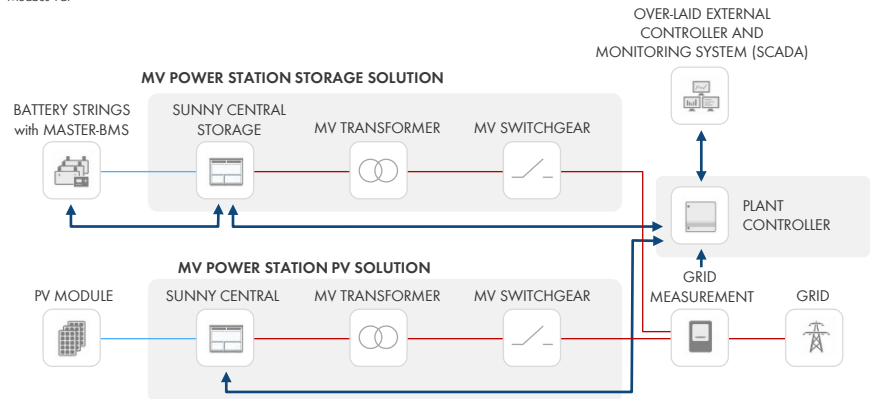 OVER-LAID EXTERNAL
CONTROLLER AND
MONITORING SYSTEM (SCADA)
MV POWER STATION STORAGE SOLUTION
BATTERY STRINGS
with MASTER-BMS
SUNNY CENTRAL
STORAGE
MV TRANSFORMER
MV SWITCHGEAR
PLANT
CONTROLLER
MV POWER STATION PV SOLUTION
PV MODULE
SUNNY CENTRAL
MV TRANSFORMER
MV SWITCHGEAR
GRID
MEASUREMENT
GRID